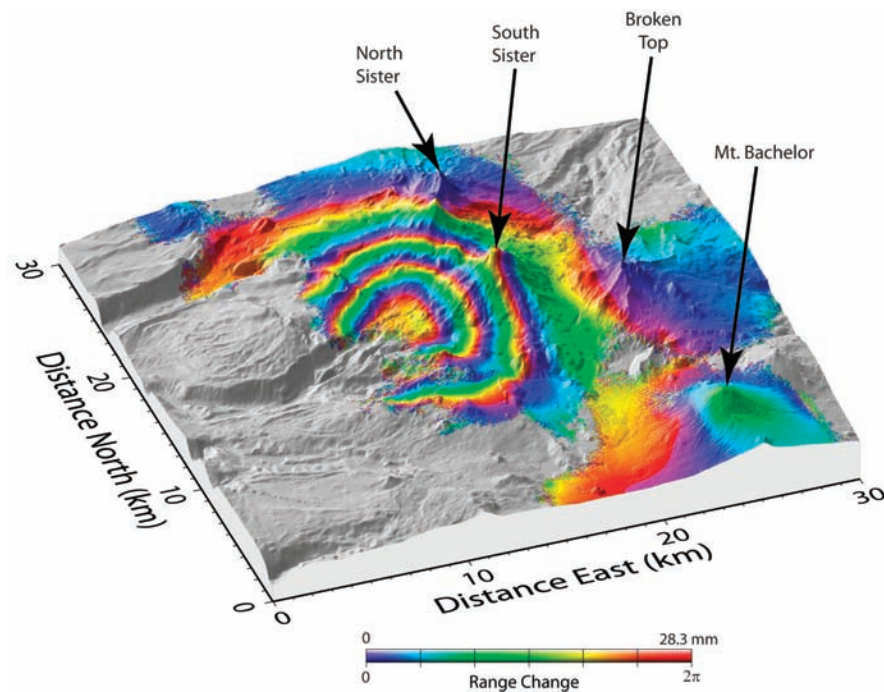 North
Sister
South
Sister
Broken
Top
Mt. Bachelor
30
20
10
0
Distance North (km)
0
10
20
30
Distance East (km)
0
28.3 mm
0
Range Change
2π